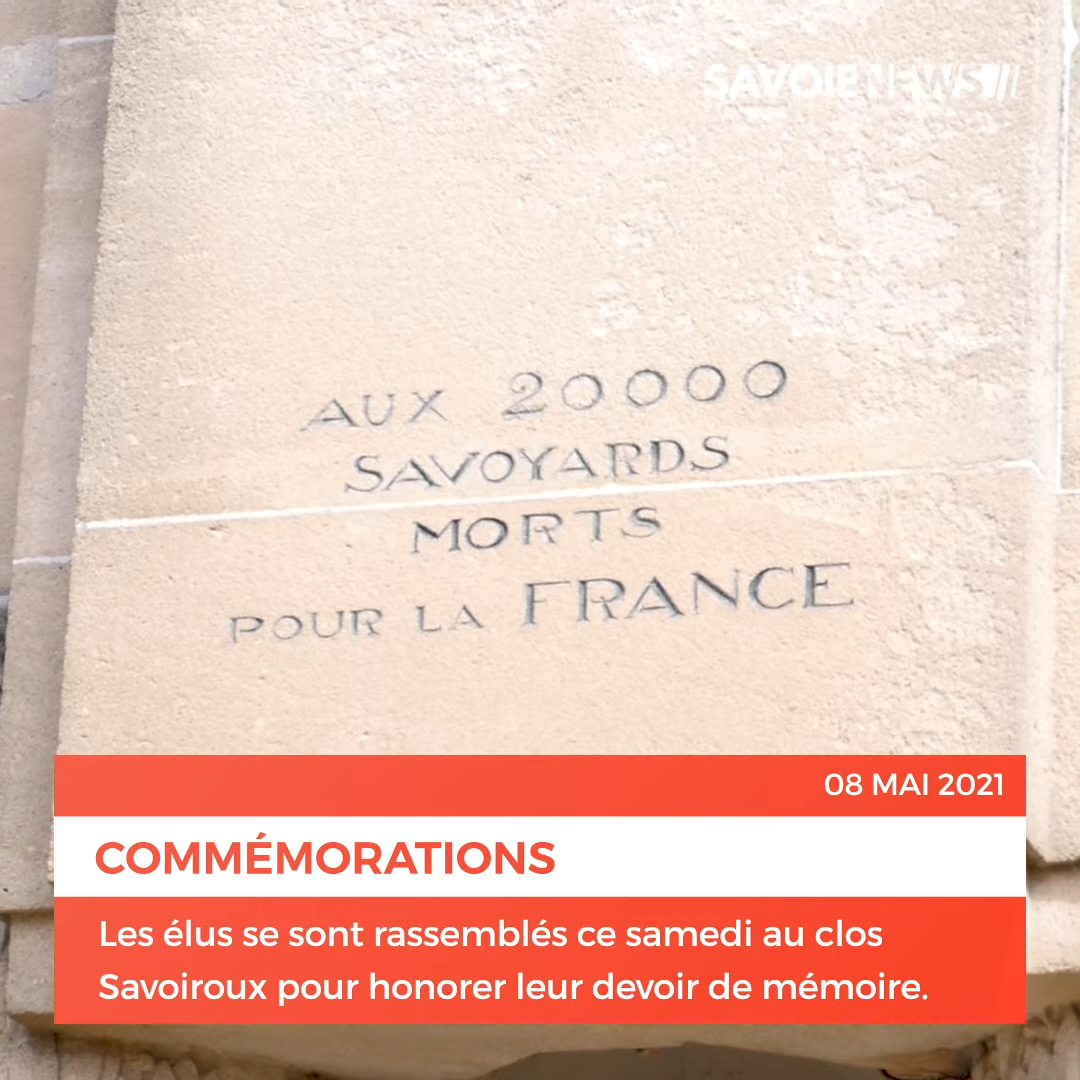 SAVOIENEWS
AUX 20000
SAVOYARDS
MORTS
POUR LA FRANCE
08 MAI 2021
COMMÉMORATIONS
Les élus se sont rassemblés ce samedi au clos
Savoiroux pour honorer leur devoir de mémoire.